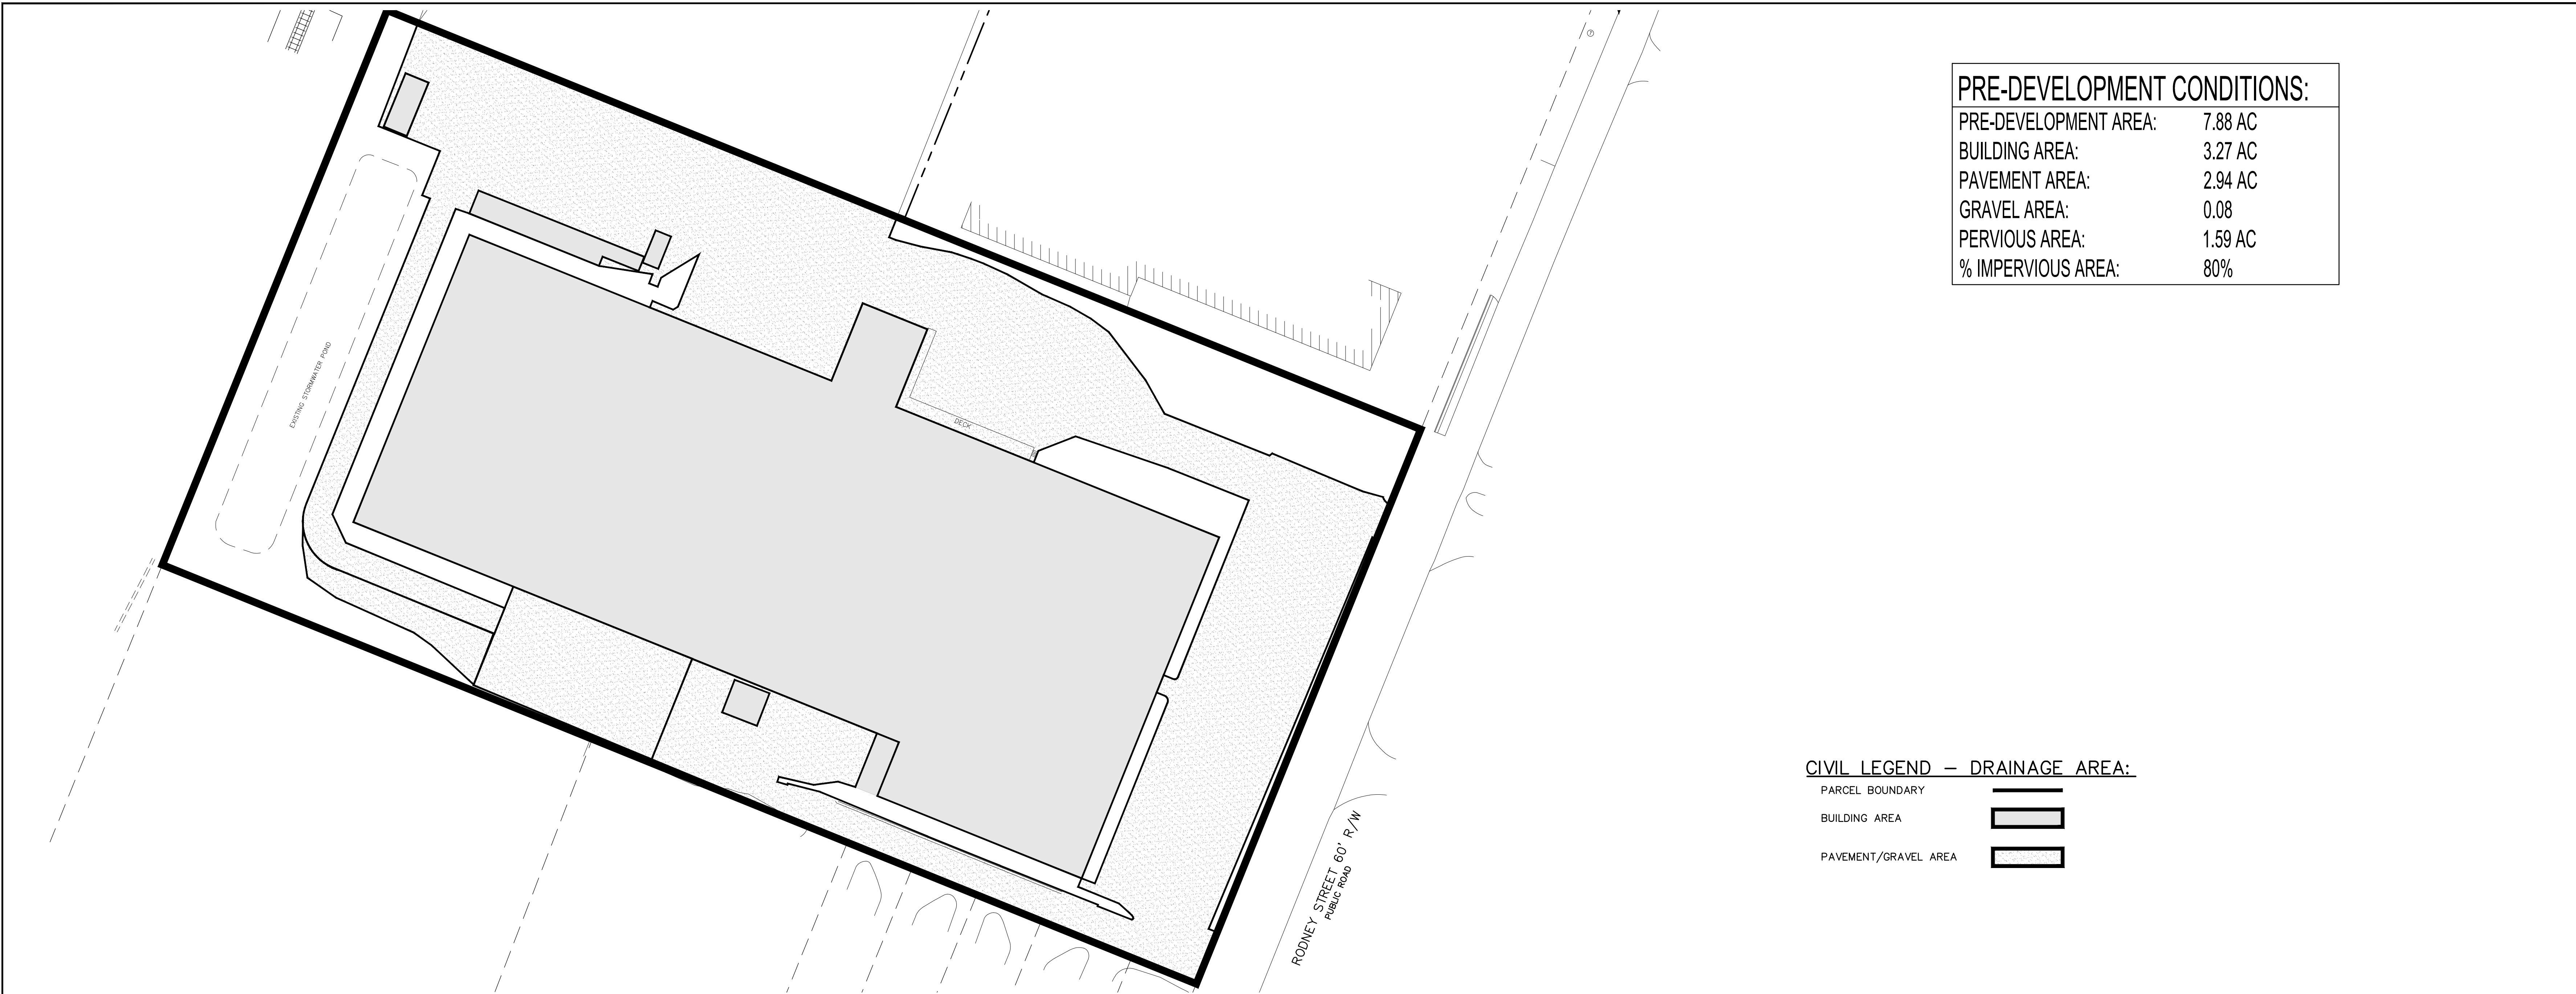 PRE-DEVELOPMENT CONDITIONS:
PRE-DEVELOPMENT AREA: 7.88 AC
BUILDING AREA: 3.27 AC
PAVEMENT AREA: 2.94 AC
GRAVEL AREA: 0.08
PERVIOUS AREA: 1.59 AC
% IMPERVIOUS AREA: 80%
EXISTING STORMWATER POND
DECK
RODNEY STREET 60' R/W
PUBLIC ROAD
CIVIL LEGEND – DRAINAGE AREA:
PARCEL BOUNDARY
BUILDING AREA
PAVEMENT/GRAVEL AREA